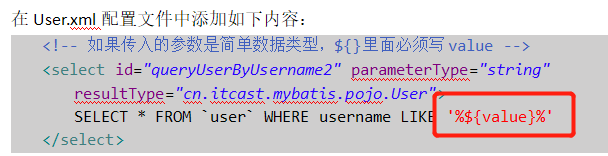 在 User.xml 配置文件中添加如下内容：
<!-- 如果传入的参数是简单数据类型，${}里面必须写 value -->
<select id="queryUserByUsername2" parameterType="string"
resultType="cn.itcast.mybatis.pojo.User">
SELECT * FROM `user` WHERE username LIKE '%${value}%'
</select>